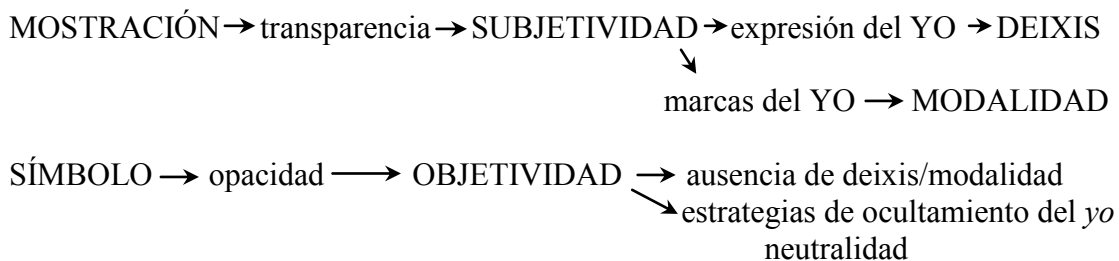 MOSTRACIÓN→transparencia→SUBJETIVIDAD→expresión del YO →DEIXIS
marcas del YO → MODALIDAD
SÍMBOLO → opacidad → OBJETIVIDAD → ausencia de deixis/modalidad
estrategias de ocultamiento del yo
neutralidad